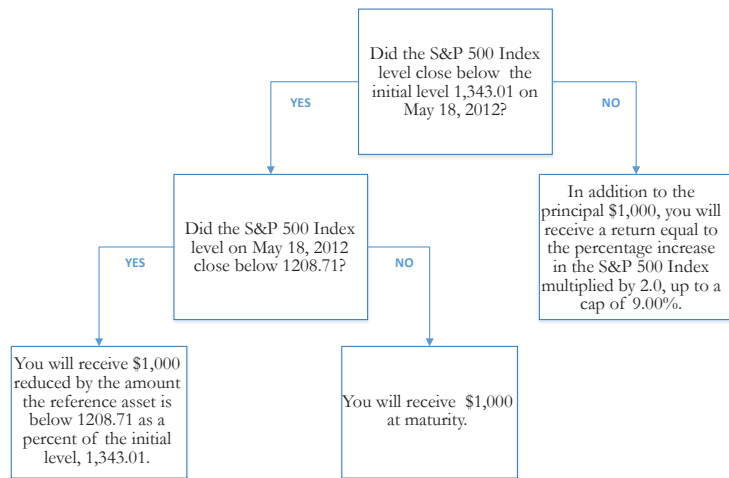 Did the S&P 500 Index
level close below the
initial level 1,343.01 on
May 18, 2012?
YES
NO
Did the S&P 500 Index
level on May 18, 2012
close below 1208.71?
In addition to the
principal $1,000, you will
receive a return equal to
the percentage increase
in the S&P 500 Index
multiplied by 2.0, up to a
cap of 9.00%.
YES
NO
You will receive $1,000
reduced by the amount
the reference asset is
below 1208.71 as a
percent of the initial
level, 1,343.01.
You will receive $1,000
at maturity.